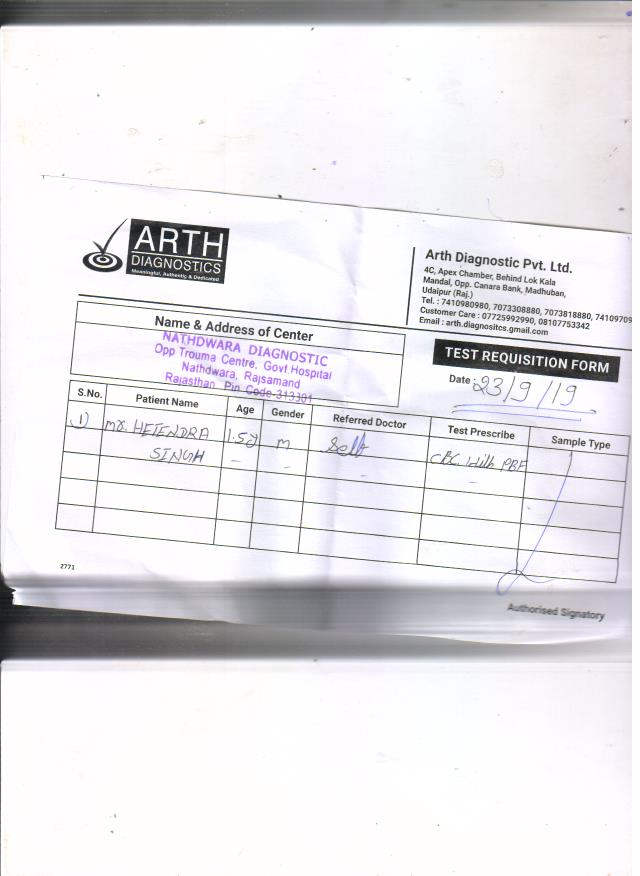 ARTH
DIAGNOSTICS
Meaningful, Authentic & Dedicated
Arth Diagnostic Pvt. Ltd.
4C, Apex Chamber, Behind Lok Kala
Mandal, Opp. Canara Bank, Madhuban,
Udaipur (Raj.)
Tel. : 7410980980, 7073308880, 7073818880, 74109709
Customer Care : 07725992990, 08107753342
Email : arth.diagnositcs.gmail.com
Name & Address of Center
NATHDWARA DIAGNOSTIC
Opp Trouma Centre, Govt Hospital
Nathdwara, Rajsamand
Rajasthan, Pin Code-313301
TEST REQUISITION FORM
Date : 23/9/19
S.No. Patient Name Age Gender Referred Doctor Test Prescribe Sample Type
1) mr. HETENDRA 1.5y m Self CBC with PBF
SINGH - - - -
2771
Authorised Signatory